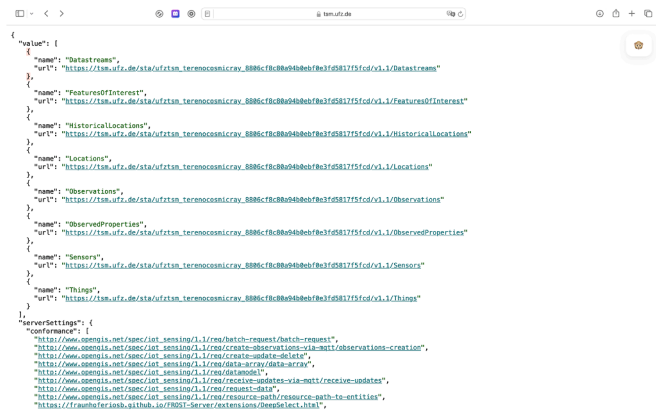 tsm.ufz.de
{
"value": [
{
"name": "Datastreams",
"url": "https://tsm.ufz.de/sta/ufztsm_terenocosmicray_8806cf8c80a94b0ebf0e3fd5817f5fcd/v1.1/Datastreams"
},
{
"name": "FeaturesOfInterest",
"url": "https://tsm.ufz.de/sta/ufztsm_terenocosmicray_8806cf8c80a94b0ebf0e3fd5817f5fcd/v1.1/FeaturesOfInterest"
},
{
"name": "HistoricalLocations",
"url": "https://tsm.ufz.de/sta/ufztsm_terenocosmicray_8806cf8c80a94b0ebf0e3fd5817f5fcd/v1.1/HistoricalLocations"
},
{
"name": "Locations",
"url": "https://tsm.ufz.de/sta/ufztsm_terenocosmicray_8806cf8c80a94b0ebf0e3fd5817f5fcd/v1.1/Locations"
},
{
"name": "Observations",
"url": "https://tsm.ufz.de/sta/ufztsm_terenocosmicray_8806cf8c80a94b0ebf0e3fd5817f5fcd/v1.1/Observations"
},
{
"name": "ObservedProperties",
"url": "https://tsm.ufz.de/sta/ufztsm_terenocosmicray_8806cf8c80a94b0ebf0e3fd5817f5fcd/v1.1/ObservedProperties"
},
{
"name": "Sensors",
"url": "https://tsm.ufz.de/sta/ufztsm_terenocosmicray_8806cf8c80a94b0ebf0e3fd5817f5fcd/v1.1/Sensors"
},
{
"name": "Things",
"url": "https://tsm.ufz.de/sta/ufztsm_terenocosmicray_8806cf8c80a94b0ebf0e3fd5817f5fcd/v1.1/Things"
}
],
"serverSettings": {
"conformance": [
"http://www.opengis.net/spec/iot_sensing/1.1/req/batch-request/batch-request",
"http://www.opengis.net/spec/iot_sensing/1.1/req/create-observations-via-mqtt/observations-creation",
"http://www.opengis.net/spec/iot_sensing/1.1/req/create-update-delete",
"http://www.opengis.net/spec/iot_sensing/1.1/req/data-array/data-array",
"http://www.opengis.net/spec/iot_sensing/1.1/req/datamodel",
"http://www.opengis.net/spec/iot_sensing/1.1/req/receive-updates-via-mqtt/receive-updates",
"http://www.opengis.net/spec/iot_sensing/1.1/req/request-data",
"http://www.opengis.net/spec/iot_sensing/1.1/req/resource-path/resource-path-to-entities",
"https://fraunhoferiosb.github.io/FROST-Server/extensions/DeepSelect.html",